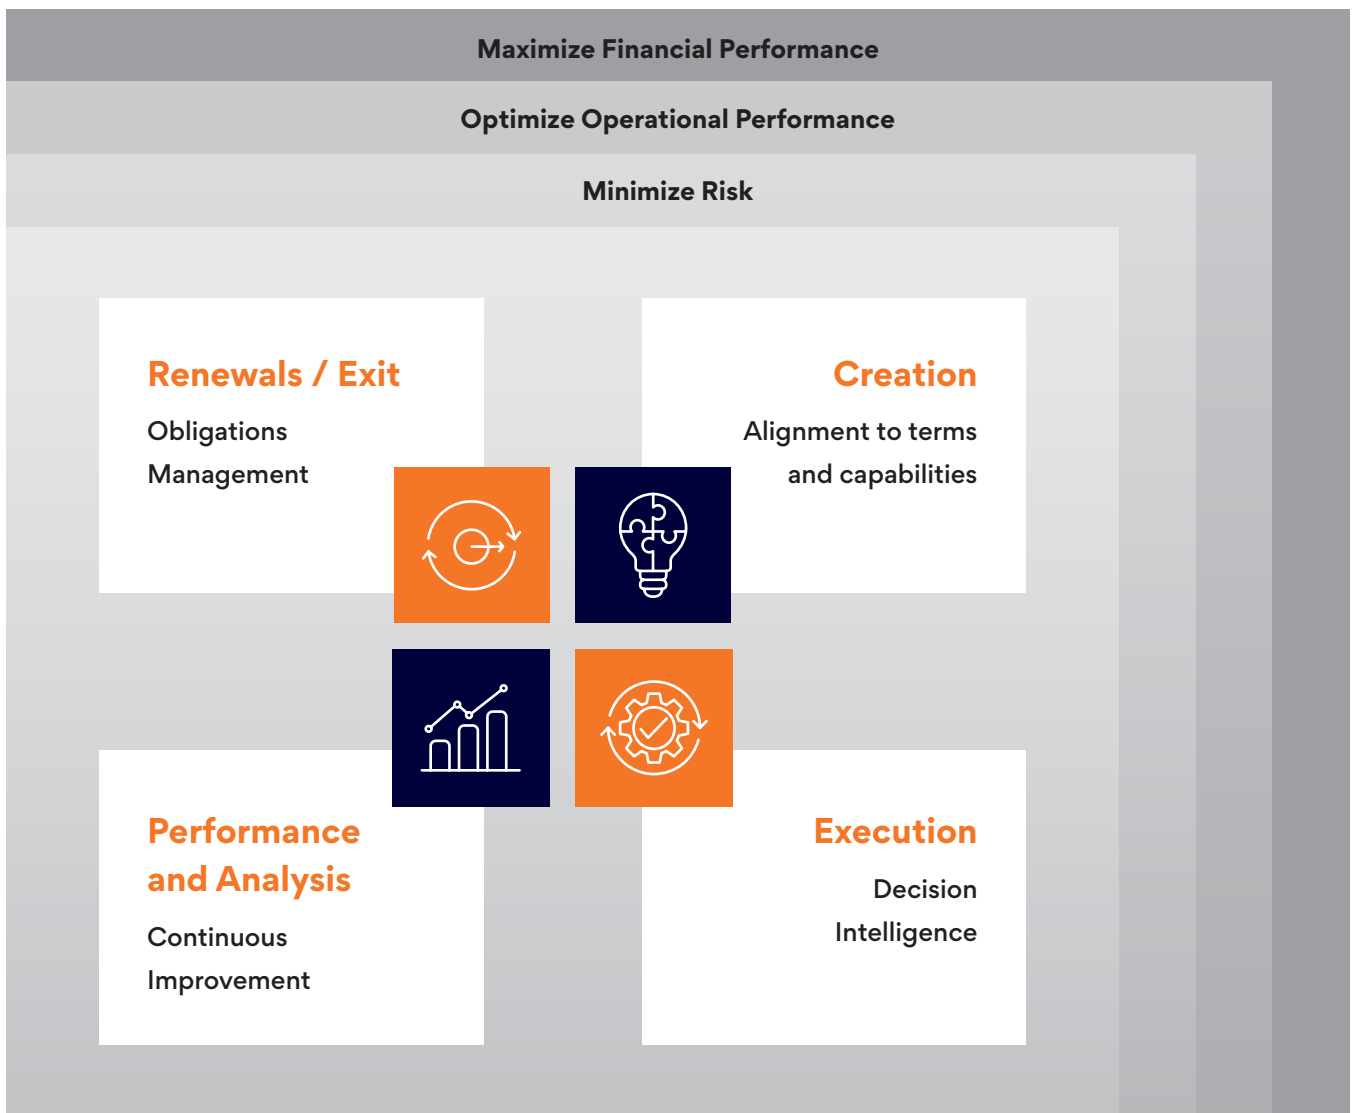 Maximize Financial Performance
Optimize Operational Performance
Minimize Risk
Renewals / Exit
Obligations
Management
Creation
Alignment to terms
and capabilities
Performance
and Analysis
Continuous
Improvement
Execution
Decision
Intelligence